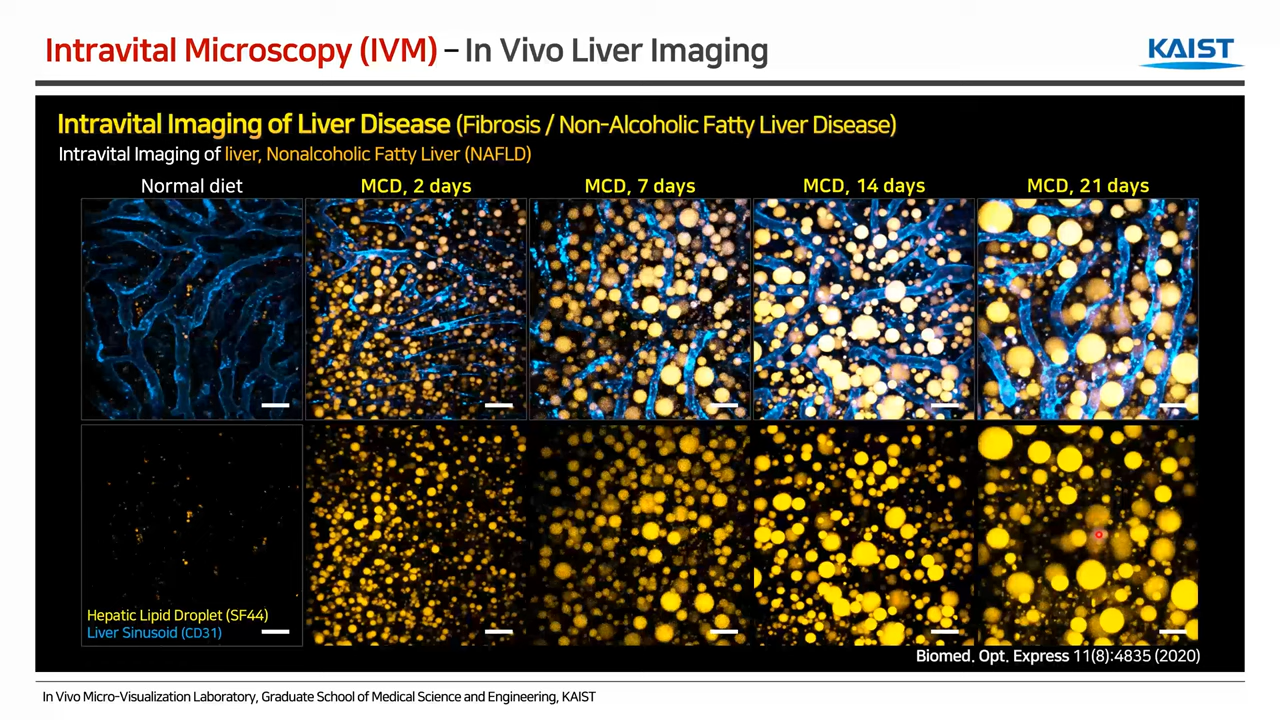 Intravital Microscopy (IVM) – In Vivo Liver Imaging
KAIST
Intravital Imaging of Liver Disease (Fibrosis / Non-Alcoholic Fatty Liver Disease)
Intravital Imaging of liver, Nonalcoholic Fatty Liver (NAFLD)
Normal diet
MCD, 2 days
MCD, 7 days
MCD, 14 days
MCD, 21 days
Hepatic Lipid Droplet (SF44)
Liver Sinusoid (CD31)
Biomed. Opt. Express 11(8):4835 (2020)
In Vivo Micro-Visualization Laboratory, Graduate School of Medical Science and Engineering, KAIST